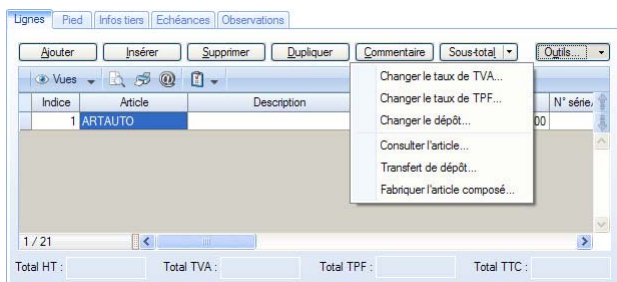 Lignes Pied Infos tiers Echéances Observations
Ajouter Insérer Supprimer Dupliquer Commentaire Sous-total Outils...
Vues
Indice Article Description N° série
1 ARTAUTO 00
Changer le taux de TVA...
Changer le taux de TPF...
Changer le dépôt...
Consulter l'article...
Transfert de dépôt...
Fabriquer l'article composé...
1 / 21
Total HT : Total TVA : Total TPF : Total TTC :